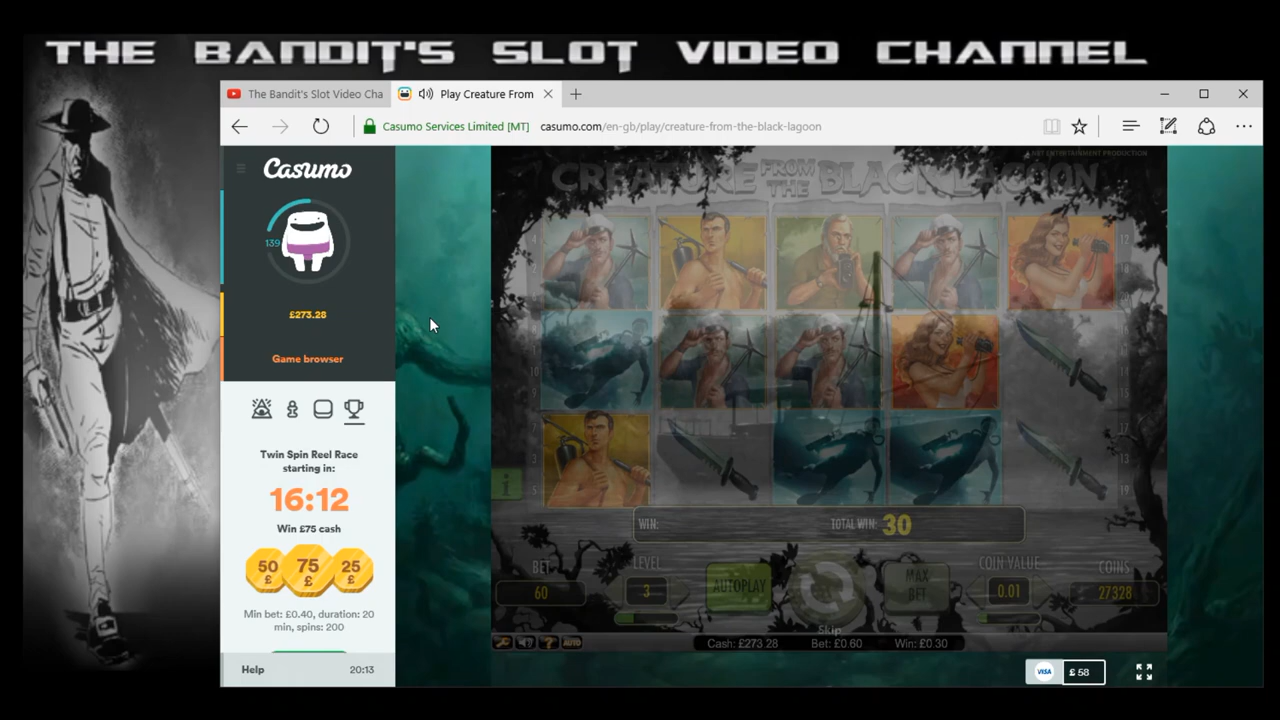 THE BANDIT'S SLOT VIDEO CHANNEL
The Bandit's Slot Video Cha
Play Creature From
Casumo Services Limited [MT] casumo.com/en-gb/play/creature-from-the-black-lagoon
Casumo
139
£273.28
Game browser
Twin Spin Reel Race
starting in:
16:12
Win £75 cash
50 £ 75 £ 25 £
Min bet: £0.40, duration: 20
min, spins: 200
Help 20:13
A NET ENTERTAINMENT PRODUCTION
CREATURE FROM THE BLACK LAGOON
WIN: TOTAL WIN: 30
BET LEVEL COIN VALUE COINS
60 3 AUTOPLAY MAX BET 0.01 27328
Skip
AUTO Cash: £273.28 Bet: £0.60 Win: £0.30
VISA £ 58